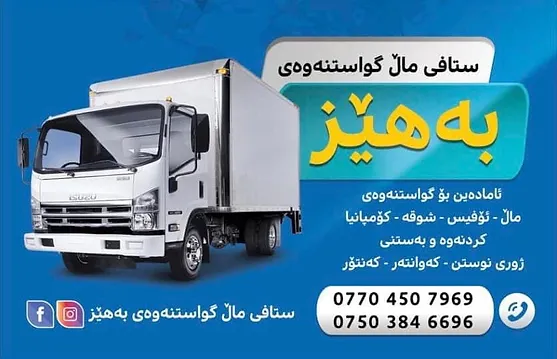 ستافی ماڵ گواستنەوەی
بەهێز
ئامادەین بۆ گواستنەوەی
ماڵ - ئۆفیس - شوقە - کۆمپانیا
کردنەوە و بەستنی
ژوری نوستن - کەوانتەر - کەنتۆر
ISUZU
0770 450 7969
0750 384 6696
ستافی ماڵ گواستنەوەی بەهێز